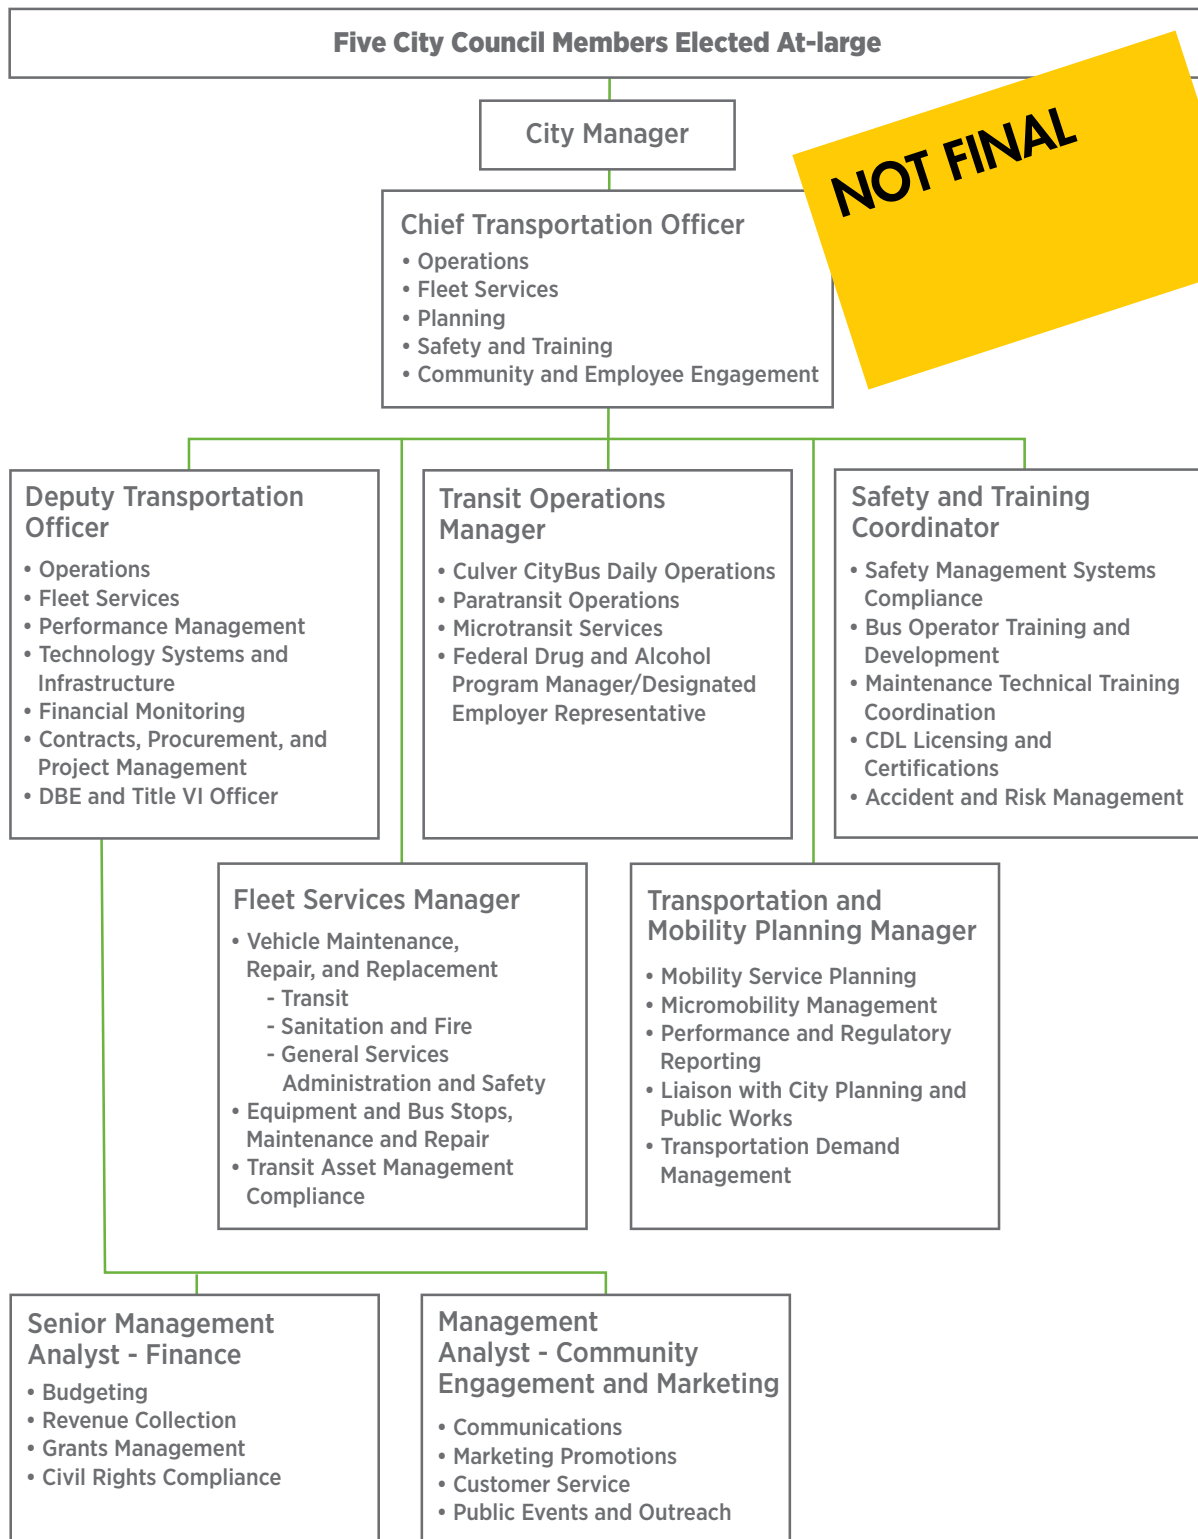 Five City Council Members Elected At-large
NOT FINAL
City Manager
Chief Transportation Officer
• Operations
• Fleet Services
• Planning
• Safety and Training
• Community and Employee Engagement
Deputy Transportation
Officer
• Operations
• Fleet Services
• Performance Management
• Technology Systems and
Infrastructure
• Financial Monitoring
• Contracts, Procurement, and
Project Management
• DBE and Title VI Officer
Transit Operations
Manager
• Culver CityBus Daily Operations
• Paratransit Operations
• Microtransit Services
• Federal Drug and Alcohol
Program Manager/Designated
Employer Representative
Safety and Training
Coordinator
• Safety Management Systems
Compliance
• Bus Operator Training and
Development
• Maintenance Technical Training
Coordination
• CDL Licensing and
Certifications
• Accident and Risk Management
Fleet Services Manager
• Vehicle Maintenance,
Repair, and Replacement
- Transit
- Sanitation and Fire
- General Services
Administration and Safety
• Equipment and Bus Stops,
Maintenance and Repair
• Transit Asset Management
Compliance
Transportation and
Mobility Planning Manager
• Mobility Service Planning
• Micromobility Management
• Performance and Regulatory
Reporting
• Liaison with City Planning and
Public Works
• Transportation Demand
Management
Senior Management
Analyst - Finance
• Budgeting
• Revenue Collection
• Grants Management
• Civil Rights Compliance
Management
Analyst - Community
Engagement and Marketing
• Communications
• Marketing Promotions
• Customer Service
• Public Events and Outreach